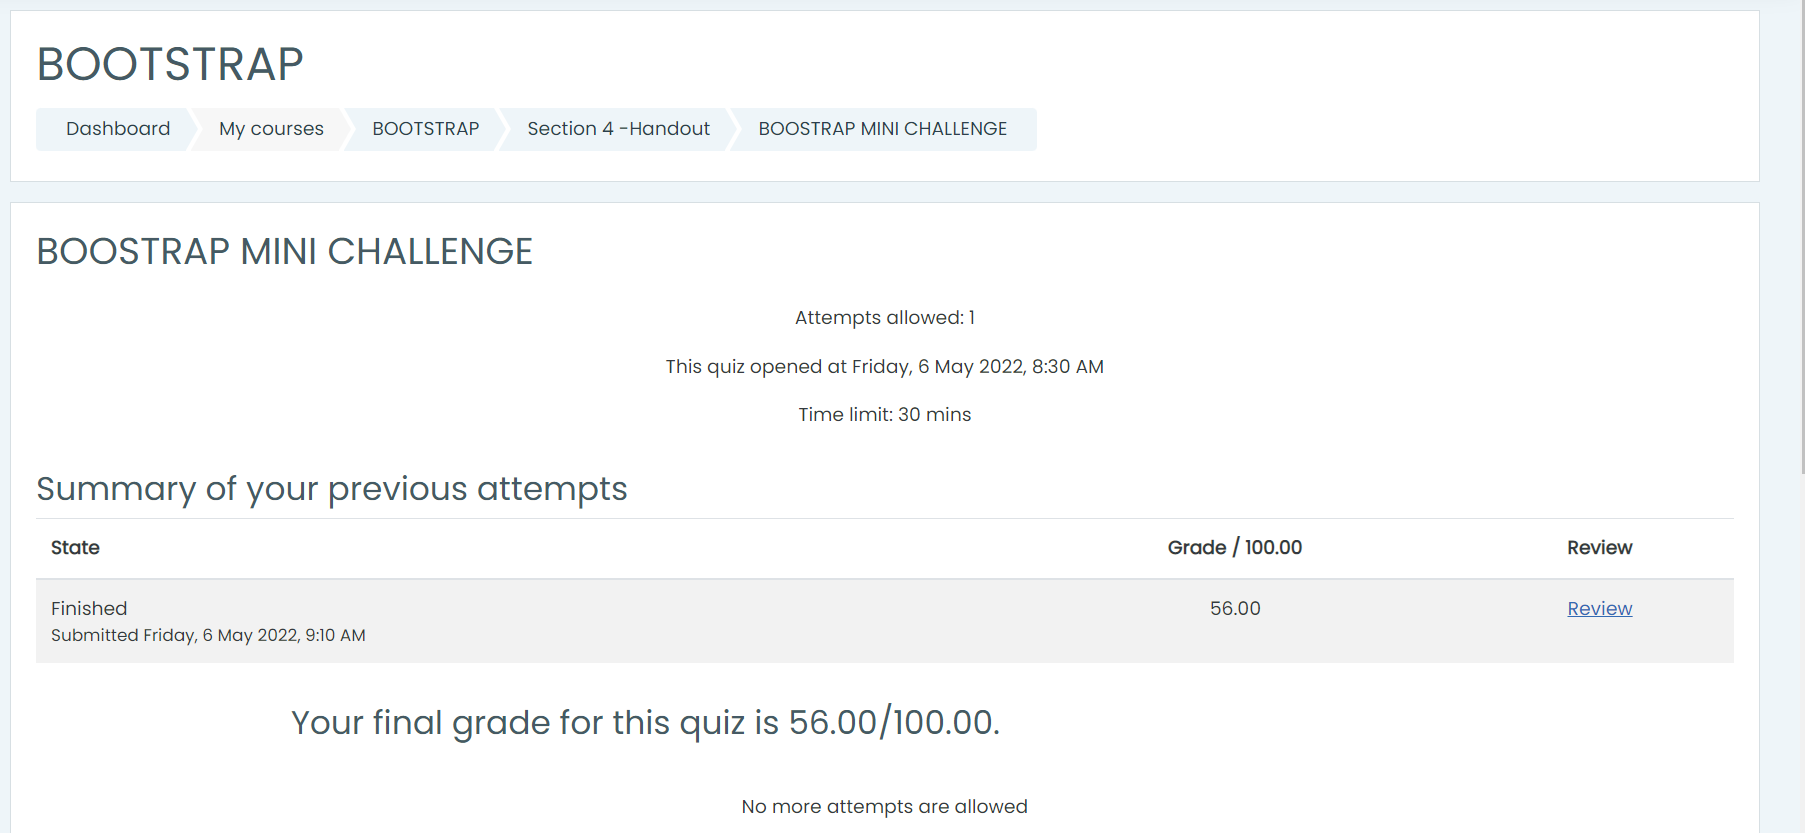 BOOTSTRAP
Dashboard My courses BOOTSTRAP Section 4 -Handout BOOSTRAP MINI CHALLENGE
BOOSTRAP MINI CHALLENGE
Attempts allowed: 1
This quiz opened at Friday, 6 May 2022, 8:30 AM
Time limit: 30 mins
Summary of your previous attempts
State Grade / 100.00 Review
Finished 56.00 Review
Submitted Friday, 6 May 2022, 9:10 AM
Your final grade for this quiz is 56.00/100.00.
No more attempts are allowed